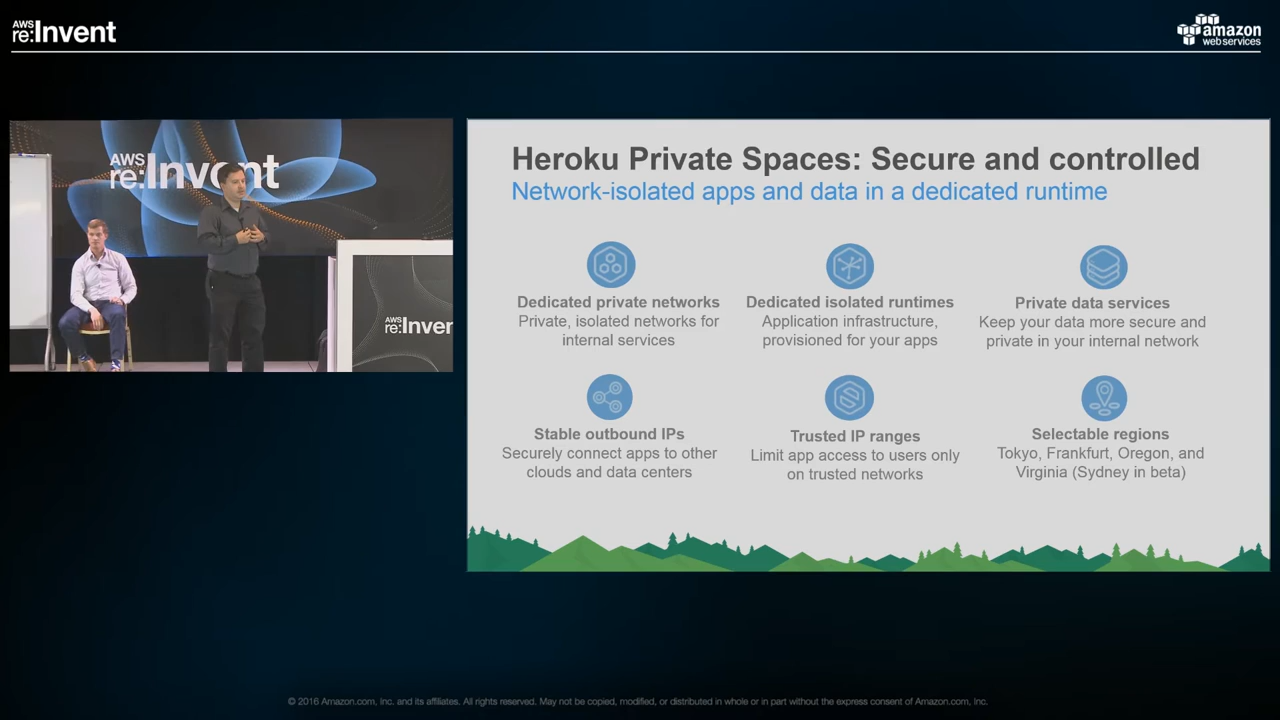 AWS
re:Invent
amazon
web services
AWS
re:Invent
AWS
re:Inven
Heroku Private Spaces: Secure and controlled
Network-isolated apps and data in a dedicated runtime
Dedicated private networks
Private, isolated networks for
internal services
Dedicated isolated runtimes
Application infrastructure,
provisioned for your apps
Private data services
Keep your data more secure and
private in your internal network
Stable outbound IPs
Securely connect apps to other
clouds and data centers
Trusted IP ranges
Limit app access to users only
on trusted networks
Selectable regions
Tokyo, Frankfurt, Oregon, and
Virginia (Sydney in beta)
© 2016 Amazon.com, Inc. and its affiliates. All rights reserved. May not be copied, modified, or distributed in whole or in part without the express consent of Amazon.com, Inc.